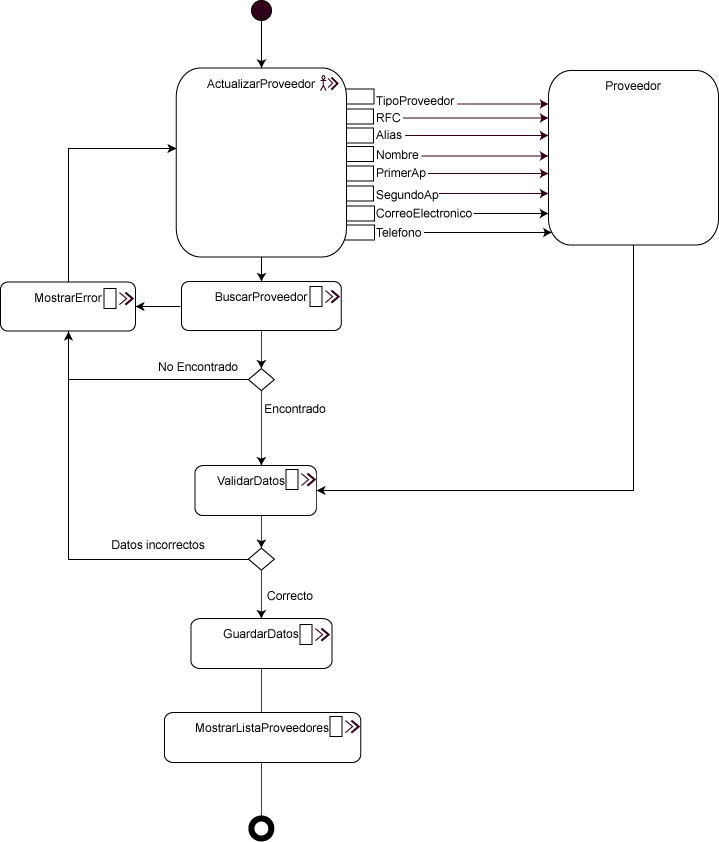 ActualizarProveedor
Proveedor
TipoProveedor
RFC
Alias
Nombre
PrimerAp
SegundoAp
CorreoElectronico
Telefono
MostrarError
BuscarProveedor
No Encontrado
Encontrado
ValidarDatos
Datos incorrectos
Correcto
GuardarDatos
MostrarListaProveedores